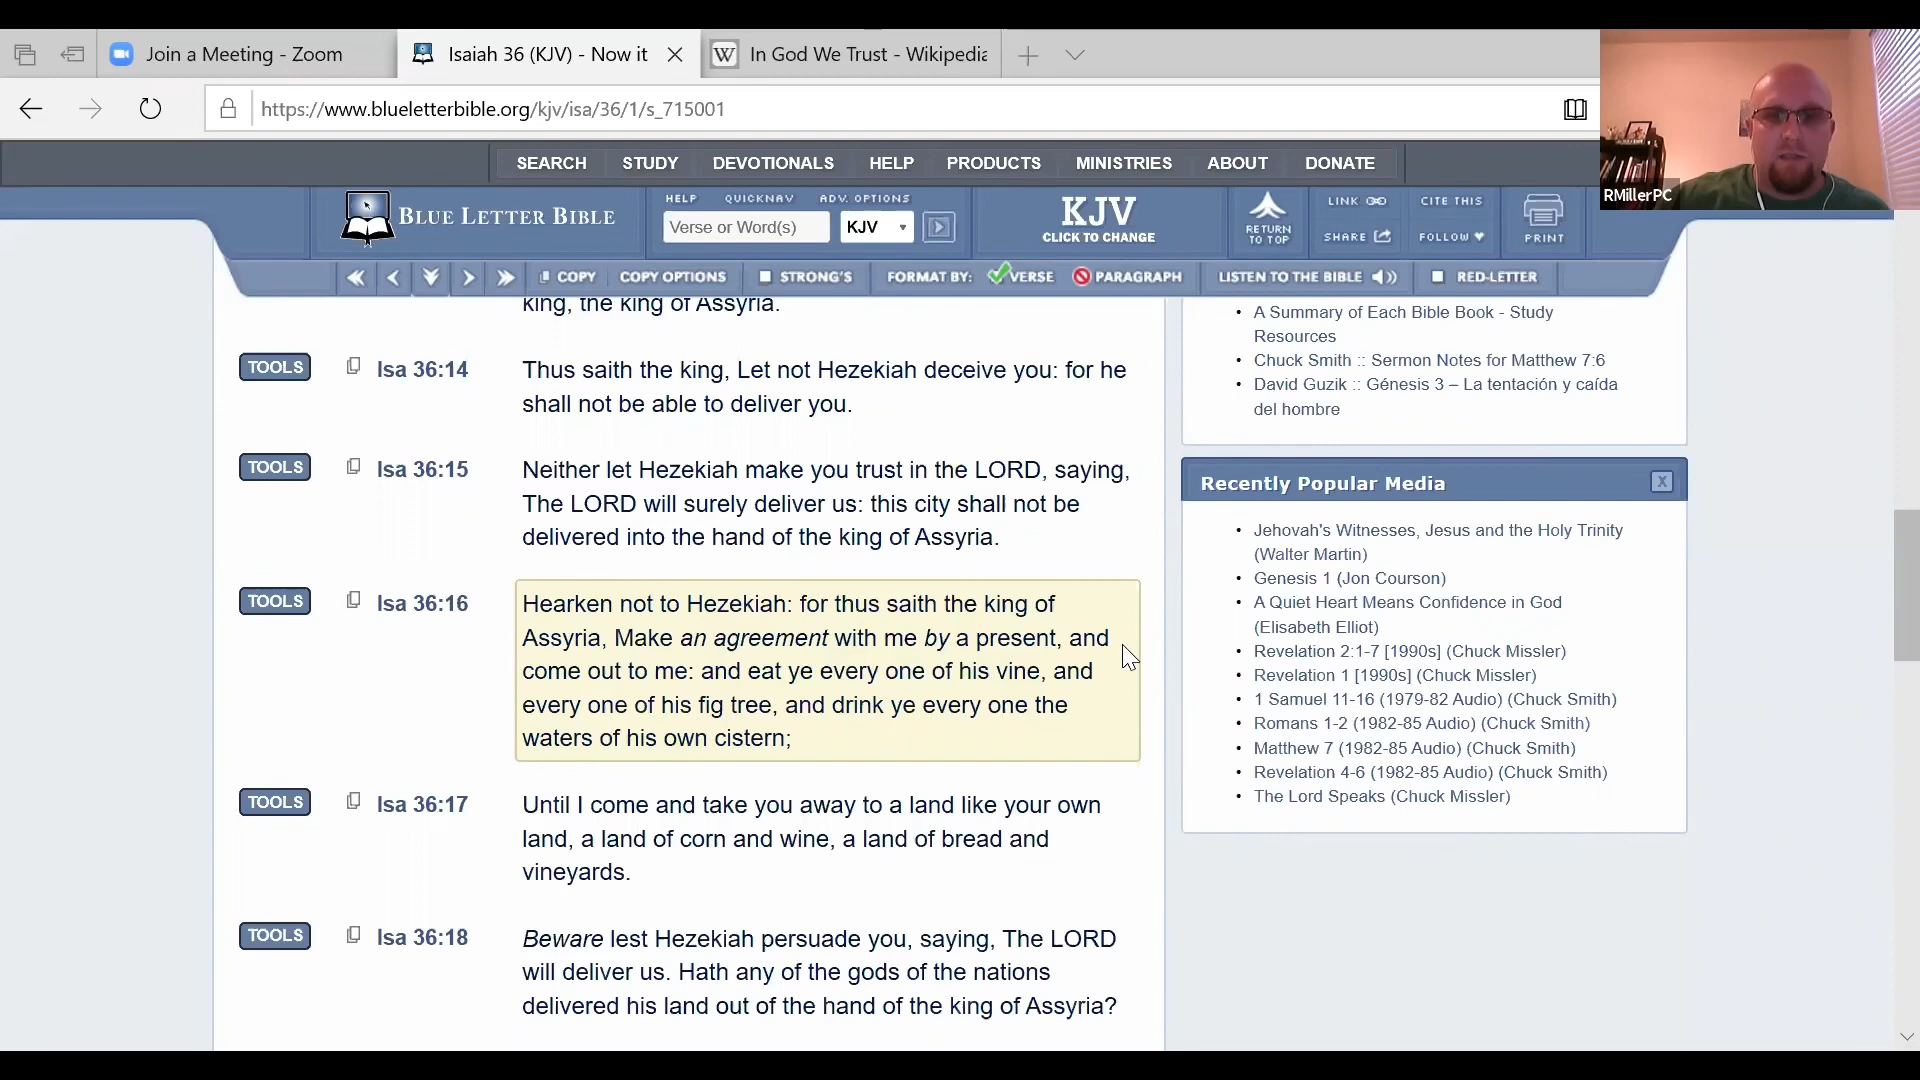 Join a Meeting - Zoom
Isaiah 36 (KJV) - Now it
W In God We Trust - Wikipedia
https://www.blueletterbible.org/kjv/isa/36/1/s_715001
RMillerPC
SEARCH STUDY DEVOTIONALS HELP PRODUCTS MINISTRIES ABOUT DONATE
BLUE LETTER BIBLE
HELP QUICKNAV ADV. OPTIONS
Verse or Word(s) KJV
KJV
CLICK TO CHANGE
RETURN
TO TOP
LINK
SHARE
CITE THIS
FOLLOW
PRINT
COPY COPY OPTIONS STRONG'S FORMAT BY: VERSE PARAGRAPH LISTEN TO THE BIBLE RED-LETTER
king, the king of Assyria.
TOOLS Isa 36:14 Thus saith the king, Let not Hezekiah deceive you: for he
shall not be able to deliver you.
TOOLS Isa 36:15 Neither let Hezekiah make you trust in the LORD, saying,
The LORD will surely deliver us: this city shall not be
delivered into the hand of the king of Assyria.
TOOLS Isa 36:16 Hearken not to Hezekiah: for thus saith the king of
Assyria, Make an agreement with me by a present, and
come out to me: and eat ye every one of his vine, and
every one of his fig tree, and drink ye every one the
waters of his own cistern;
TOOLS Isa 36:17 Until I come and take you away to a land like your own
land, a land of corn and wine, a land of bread and
vineyards.
TOOLS Isa 36:18 Beware lest Hezekiah persuade you, saying, The LORD
will deliver us. Hath any of the gods of the nations
delivered his land out of the hand of the king of Assyria?
• A Summary of Each Bible Book - Study
Resources
• Chuck Smith :: Sermon Notes for Matthew 7:6
• David Guzik :: Génesis 3 – La tentación y caída
del hombre
Recently Popular Media X
• Jehovah's Witnesses, Jesus and the Holy Trinity
(Walter Martin)
• Genesis 1 (Jon Courson)
• A Quiet Heart Means Confidence in God
(Elisabeth Elliot)
• Revelation 2:1-7 [1990s] (Chuck Missler)
• Revelation 1 [1990s] (Chuck Missler)
• 1 Samuel 11-16 (1979-82 Audio) (Chuck Smith)
• Romans 1-2 (1982-85 Audio) (Chuck Smith)
• Matthew 7 (1982-85 Audio) (Chuck Smith)
• Revelation 4-6 (1982-85 Audio) (Chuck Smith)
• The Lord Speaks (Chuck Missler)